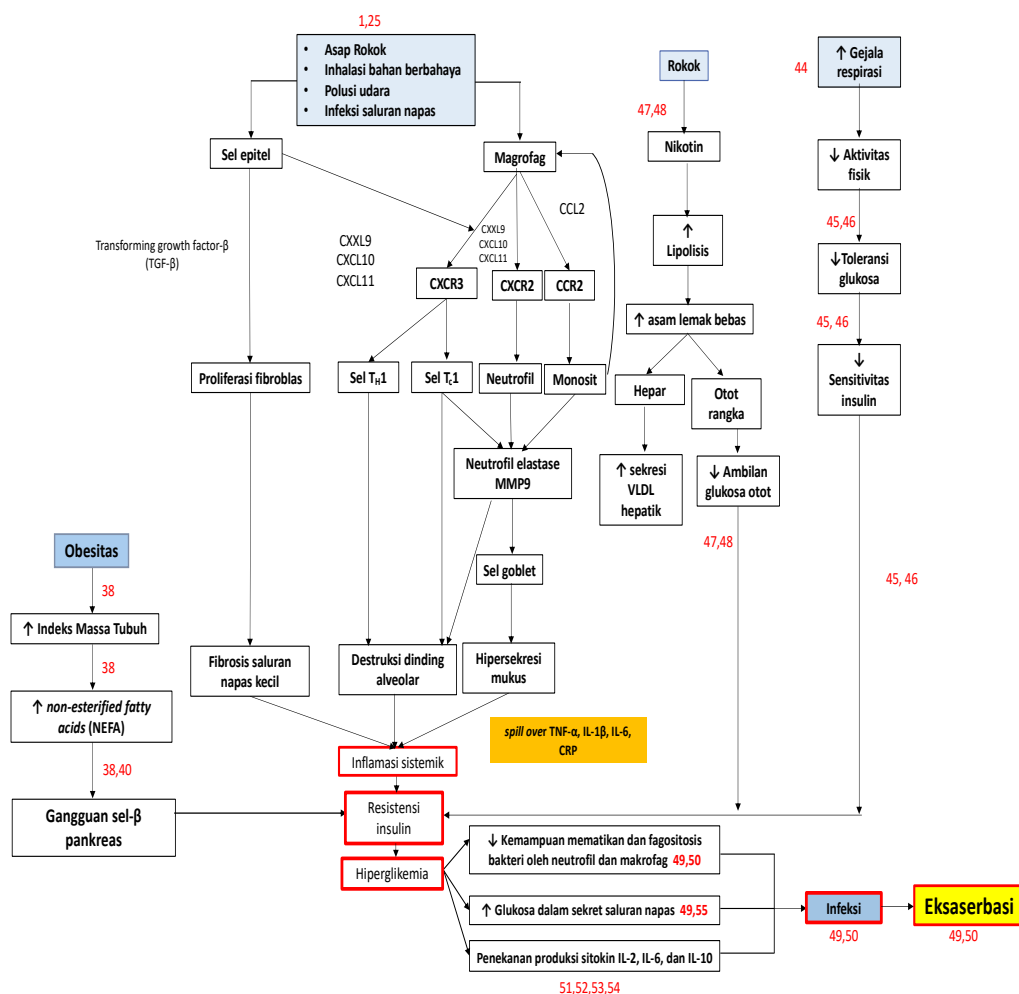 1,25
• Asap Rokok
• Inhalasi bahan berbahaya
• Polusi udara
• Infeksi saluran napas
Rokok
44
↑ Gejala
respirasi
47,48
Sel epitel
Magrofag
Nikotin
↓ Aktivitas
fisik
CCL2
Transforming growth factor-β
(TGF-β)
CXXL9
CXCL10
CXCL11
CXXL9
CXCL10
CXCL11
↑
Lipolisis
45,46
↓Toleransi
glukosa
CXCR3
CXCR2
CCR2
↑ asam lemak bebas
45, 46
Proliferasi fibroblas
Sel TH1
Sel Tc1
Neutrofil
Monosit
Hepar
Otot
rangka
↓
Sensitivitas
insulin
Neutrofil elastase
MMP9
↑ sekresi
VLDL
hepatik
↓ Ambilan
glukosa otot
47,48
Obesitas
Sel goblet
45, 46
38
↑ Indeks Massa Tubuh
38
Fibrosis saluran
napas kecil
Destruksi dinding
alveolar
Hipersekresi
mukus
↑ non-esterified fatty
acids (NEFA)
spill over TNF-α, IL-1β, IL-6,
CRP
38,40
Inflamasi sistemik
Gangguan sel-β
pankreas
Resistensi
insulin
Hiperglikemia
↓ Kemampuan mematikan dan fagositosis
bakteri oleh neutrofil dan makrofag 49,50
↑ Glukosa dalam sekret saluran napas 49,55
Penekanan produksi sitokin IL-2, IL-6, dan IL-10
51,52,53,54
Infeksi
49,50
Eksaserbasi
49,50